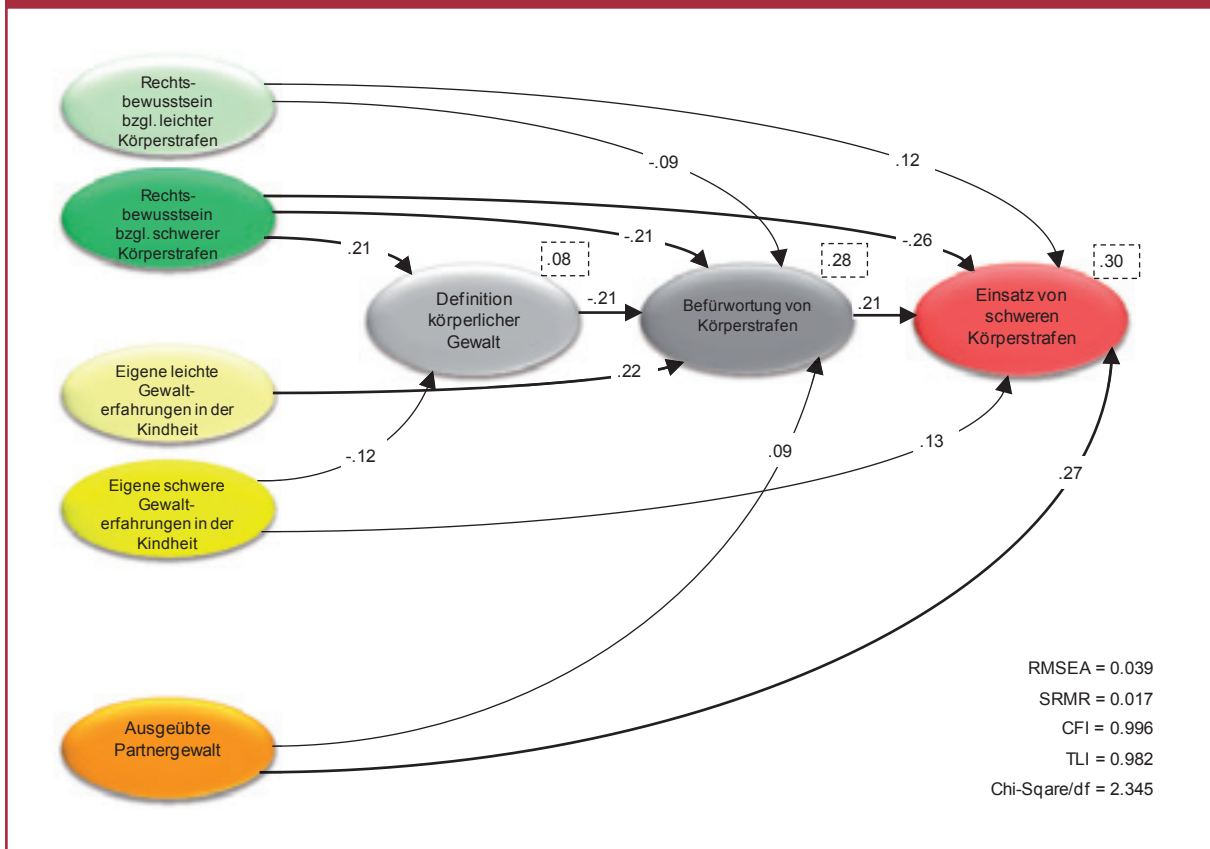 Rechts-
bewusstsein
bzgl. leichter
Körperstrafen
-.09
.12
Rechts-
bewusstsein
bzgl. schwerer
Körperstrafen
.21
-.21
-.26
.08
.28
.30
Definition
körperlicher
Gewalt
-.21
Befürwortung von
Körperstrafen
.21
Einsatz von
schweren
Körperstrafen
Eigene leichte
Gewalt-
erfahrungen in der
Kindheit
.22
-.12
.09
.13
.27
Eigene schwere
Gewalt-
erfahrungen in der
Kindheit
Ausgeübte
Partnergewalt
RMSEA = 0.039
SRMR = 0.017
CFI = 0.996
TLI = 0.982
Chi-Sqare/df = 2.345